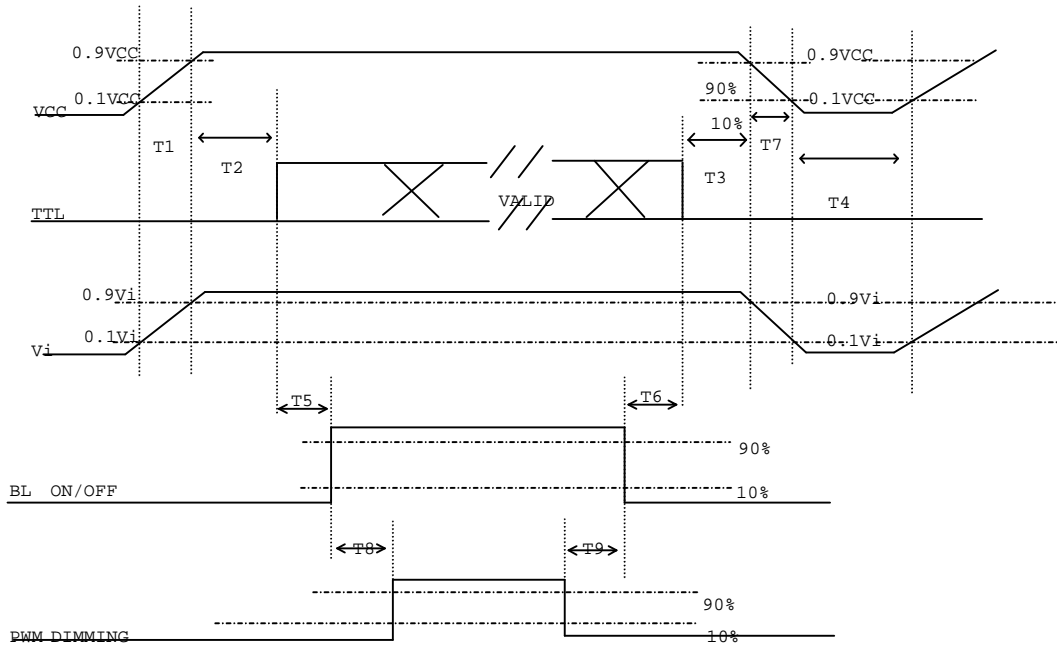 0.9VCC
0.9VCC
90%
VCC
0.1VCC
0.1VCC
10%
T1
T2
T3
T7
T4
VALID
TTL
0.9Vi
0.9Vi
0.1Vi
0.1Vi
Vi
T5
T6
90%
BL ON/OFF
10%
T8
T9
90%
PWM DIMMING
10%